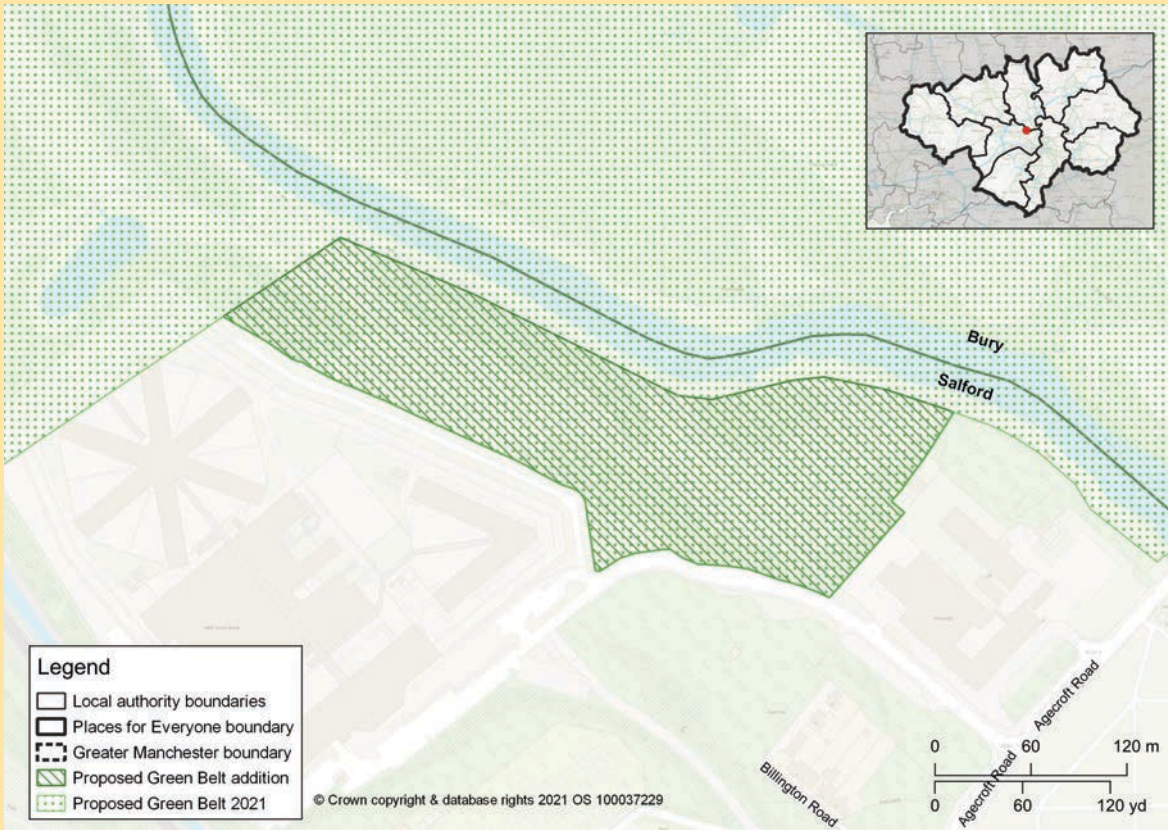 Bury
Salford
Agecroft Road
Agecroft Road
Billington Road
Legend
Local authority boundaries
Places for Everyone boundary
Greater Manchester boundary
Proposed Green Belt addition
Proposed Green Belt 2021
© Crown copyright & database rights 2021 OS 100037229
0 60 120 m
0 60 120 yd